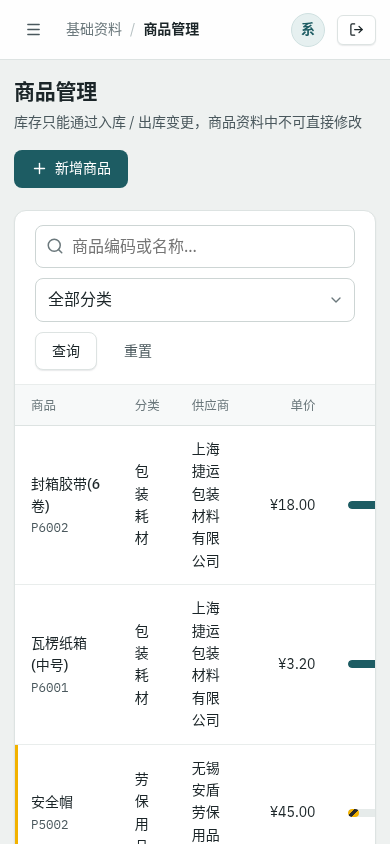 基础资料 / 商品管理
系
商品管理
库存只能通过入库 / 出库变更，商品资料中不可直接修改
新增商品
商品编码或名称...
全部分类
查询
重置
商品 分类 供应商 单价
封箱胶带(6
卷)
P6002
包
装
耗
材
上海
捷运
包装
材料
有限
公司
¥18.00
瓦楞纸箱
(中号)
P6001
包
装
耗
材
上海
捷运
包装
材料
有限
公司
¥3.20
安全帽
P5002
劳
保
用
无锡
安盾
劳保
用品
¥45.00